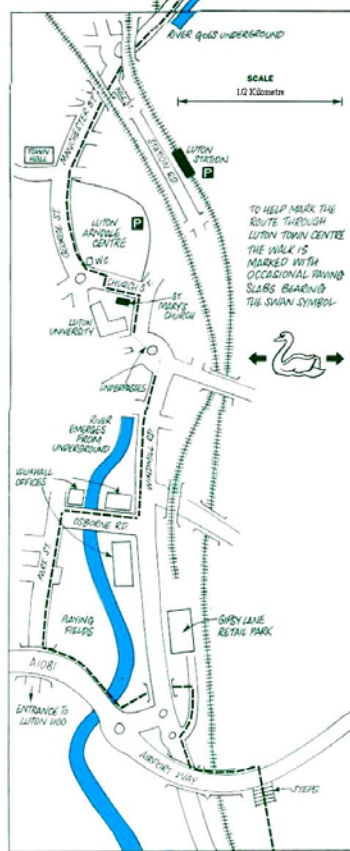 RIVER GOES UNDERGROUND
SCALE
1/2 Kilometre
MANCHESTER ST
STATION RD
TOWN
HALL
LUTON
STATION
P
P
GEORGE ST
LUTON
ARNDALE
CENTRE
WC
TO HELP MARK THE
ROUTE THROUGH
LUTON TOWN CENTRE
THE WALK IS
MARKED WITH
OCCASIONAL PAVING
SLABS BEARING
THE SWAN SYMBOL
CHURCH ST
ST.
MARY'S
CHURCH
LUTON
UNIVERSITY
UNDERPASSES
RIVER
EMERGES
FROM
UNDERGROUND
WINDMILL RD
VAUXHALL
OFFICES
OSBORNE RD
PARK ST
PLAYING
FIELDS
GIPSY LANE
RETAIL PARK
A1081
ENTRANCE TO
LUTON HOO
AIRPORT WAY
STEPS